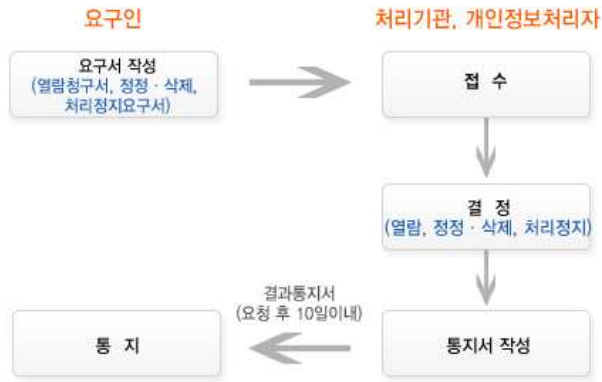 요구인
처리기관, 개인정보처리자
요구서 작성
(열람청구서, 정정 · 삭제,
처리정지요구서)
접 수
결 정
(열람, 정정 · 삭제, 처리정지)
결과통지서
(요청 후 10일이내)
통 지
통지서 작성